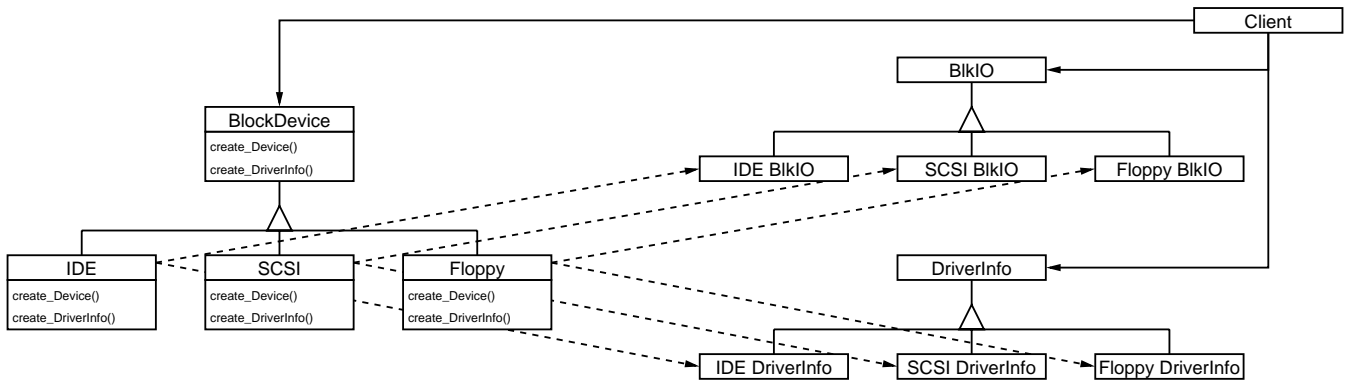 Client
BlkIO
BlockDevice
create_Device()
create_DriverInfo()
IDE BlkIO
SCSI BlkIO
Floppy BlkIO
IDE
create_Device()
create_DriverInfo()
SCSI
create_Device()
create_DriverInfo()
Floppy
create_Device()
create_DriverInfo()
DriverInfo
IDE DriverInfo
SCSI DriverInfo
Floppy DriverInfo